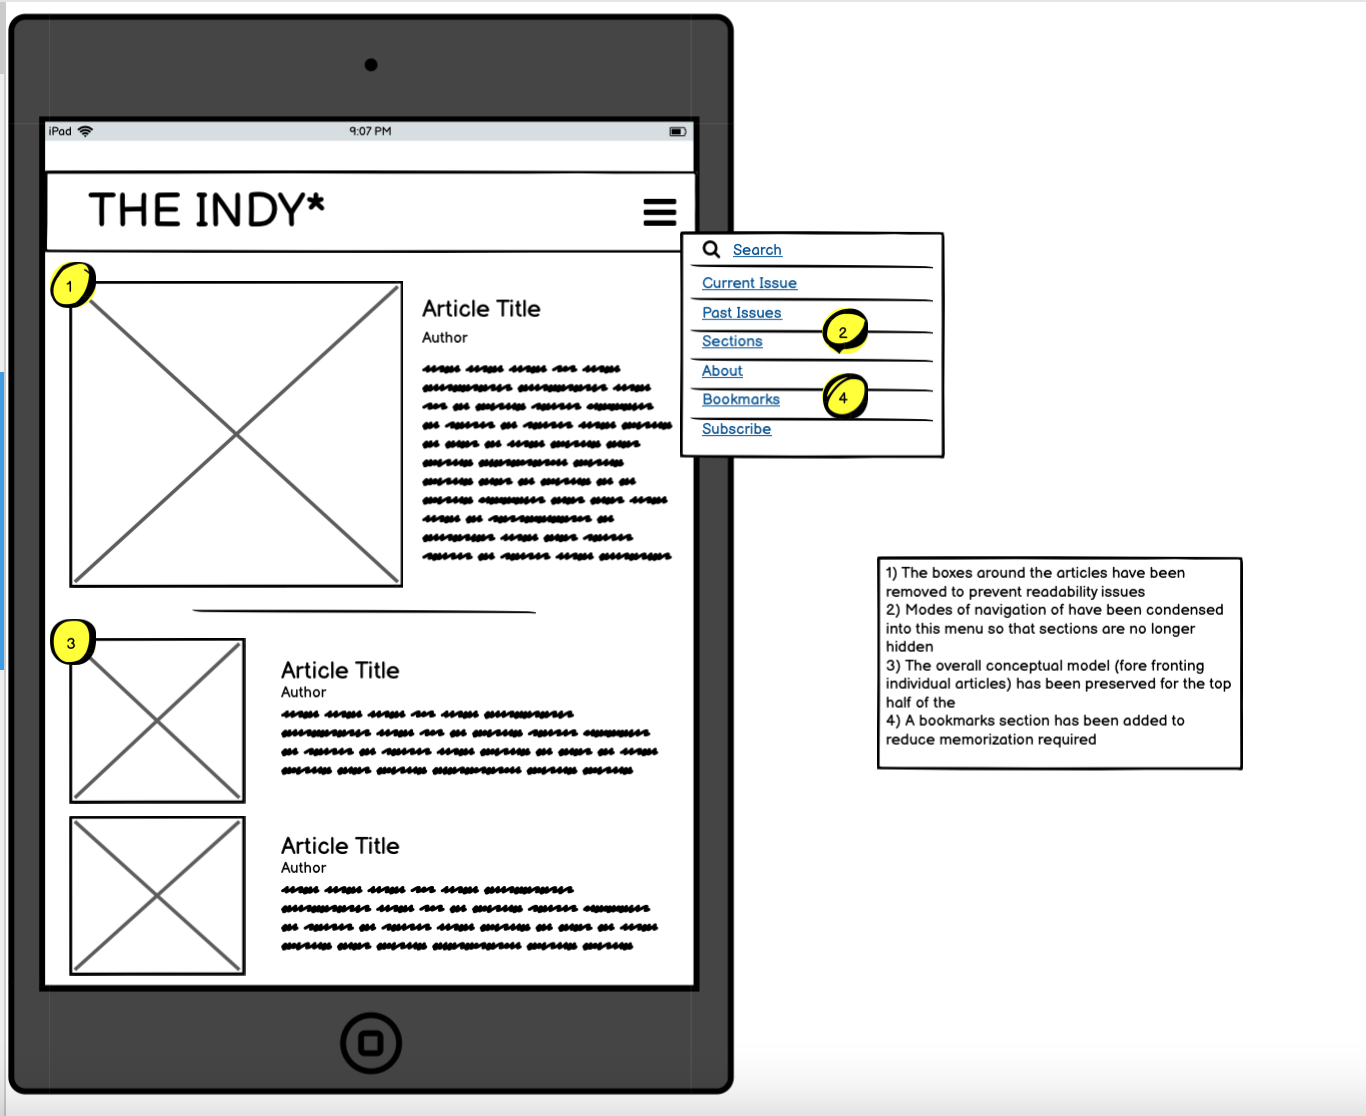 iPad
9:07 PM
THE INDY*
Search
Current Issue
Past Issues
Sections
About
Bookmarks
Subscribe
2
4
1
Article Title
Author
3
Article Title
Author
Article Title
Author
1) The boxes around the articles have been
removed to prevent readability issues
2) Modes of navigation of have been condensed
into this menu so that sections are no longer
hidden
3) The overall conceptual model (fore fronting
individual articles) has been preserved for the top
half of the
4) A bookmarks section has been added to
reduce memorization required